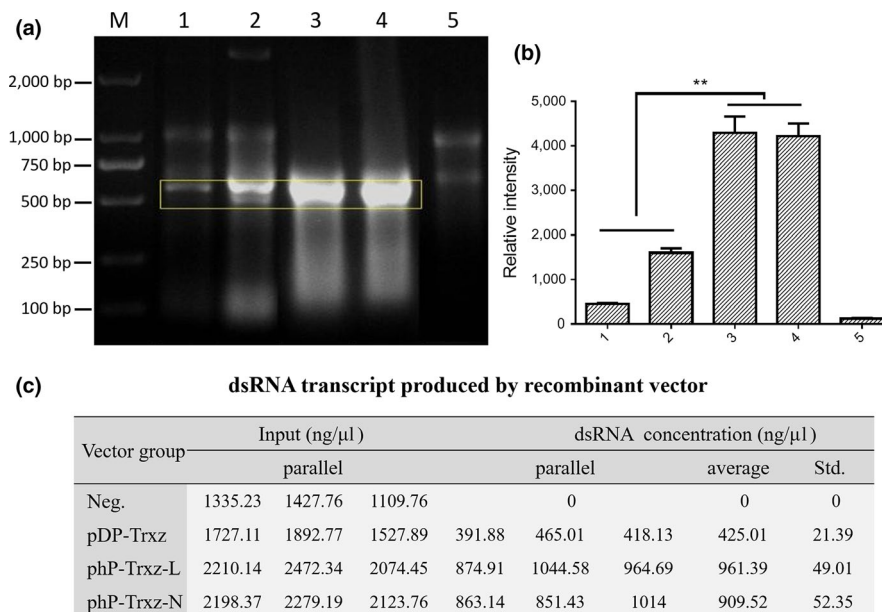 (a)
M 1 2 3 4 5
2,000 bp
1,000 bp
750 bp
500 bp
250 bp
100 bp
(b)
**
Relative intensity
5,000
4,000
3,000
2,000
1,000
0
1 2 3 4 5
(c) dsRNA transcript produced by recombinant vector
Vector group Input (ng/µl) dsRNA concentration (ng/µl)
parallel parallel average Std.
Neg. 1335.23 1427.76 1109.76 0 0 0
pDP-Trxz 1727.11 1892.77 1527.89 391.88 465.01 418.13 425.01 21.39
phP-Trxz-L 2210.14 2472.34 2074.45 874.91 1044.58 964.69 961.39 49.01
phP-Trxz-N 2198.37 2279.19 2123.76 863.14 851.43 1014 909.52 52.35